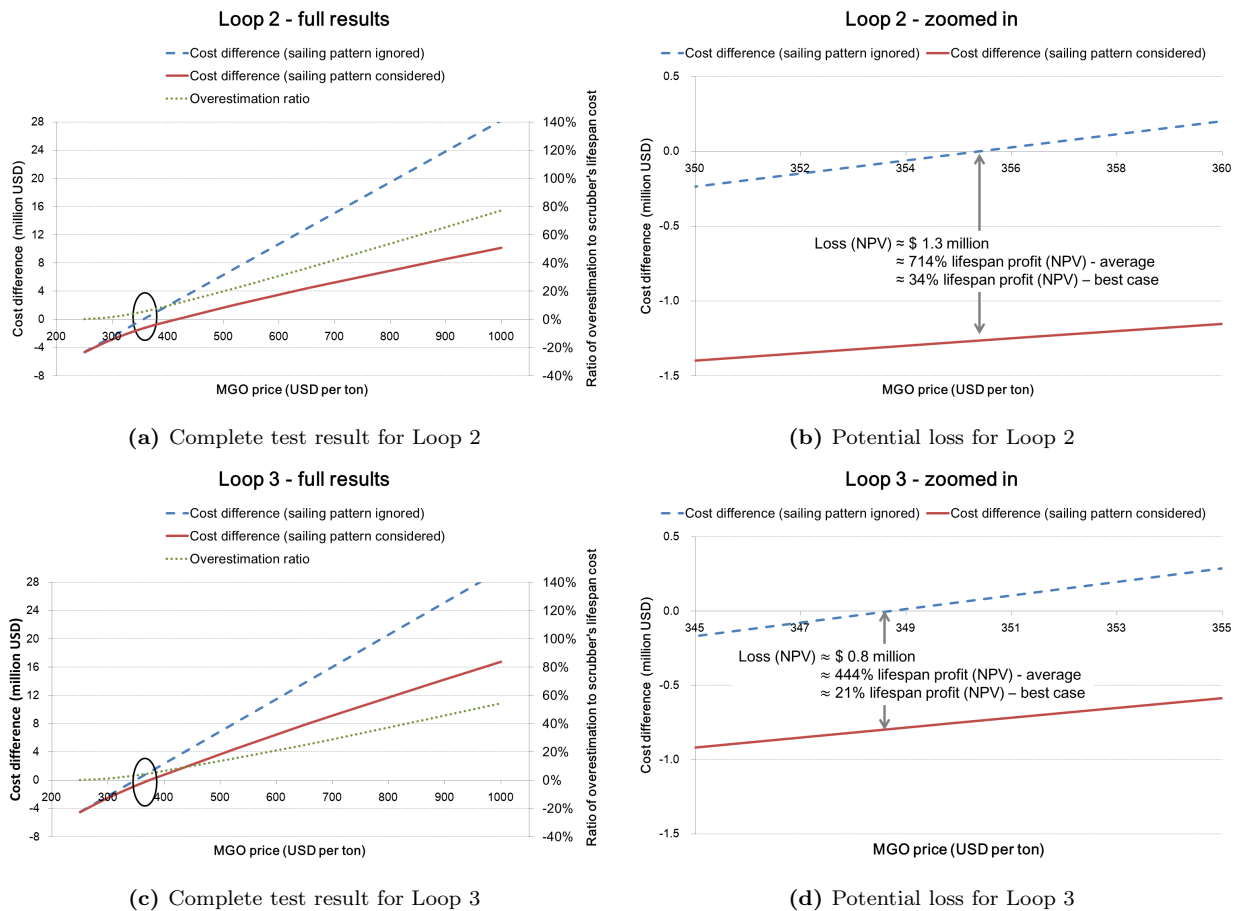 Loop 2 - full results
Cost difference (sailing pattern ignored)
Cost difference (sailing pattern considered)
Overestimation ratio
28
24
20
16
12
8
4
0
-4
-8
140%
120%
100%
80%
60%
40%
20%
0%
-20%
-40%
200 300 400 500 600 700 800 900 1000
Cost difference (million USD)
Ratio of overestimation to scrubber's lifespan cost
MGO price (USD per ton)
(a) Complete test result for Loop 2
Loop 2 - zoomed in
Cost difference (sailing pattern ignored) Cost difference (sailing pattern considered)
0.5
0.0
-0.5
-1.0
-1.5
350 352 354 356 358 360
Cost difference (million USD)
Loss (NPV) ≈ $ 1.3 million
≈ 714% lifespan profit (NPV) - average
≈ 34% lifespan profit (NPV) – best case
MGO price (USD per ton)
(b) Potential loss for Loop 2
Loop 3 - full results
Cost difference (sailing pattern ignored)
Cost difference (sailing pattern considered)
Overestimation ratio
28
24
20
16
12
8
4
0
-4
-8
140%
120%
100%
80%
60%
40%
20%
0%
-20%
-40%
200 300 400 500 600 700 800 900 1000
Cost difference (million USD)
Ratio of overestimation to scrubber's lifespan cost
MGO price (USD per ton)
(c) Complete test result for Loop 3
Loop 3 - zoomed in
Cost difference (sailing pattern ignored) Cost difference (sailing pattern considered)
0.5
0.0
-0.5
-1.0
-1.5
345 347 349 351 353 355
Cost difference (million USD)
Loss (NPV) ≈ $ 0.8 million
≈ 444% lifespan profit (NPV) - average
≈ 21% lifespan profit (NPV) – best case
MGO price (USD per ton)
(d) Potential loss for Loop 3